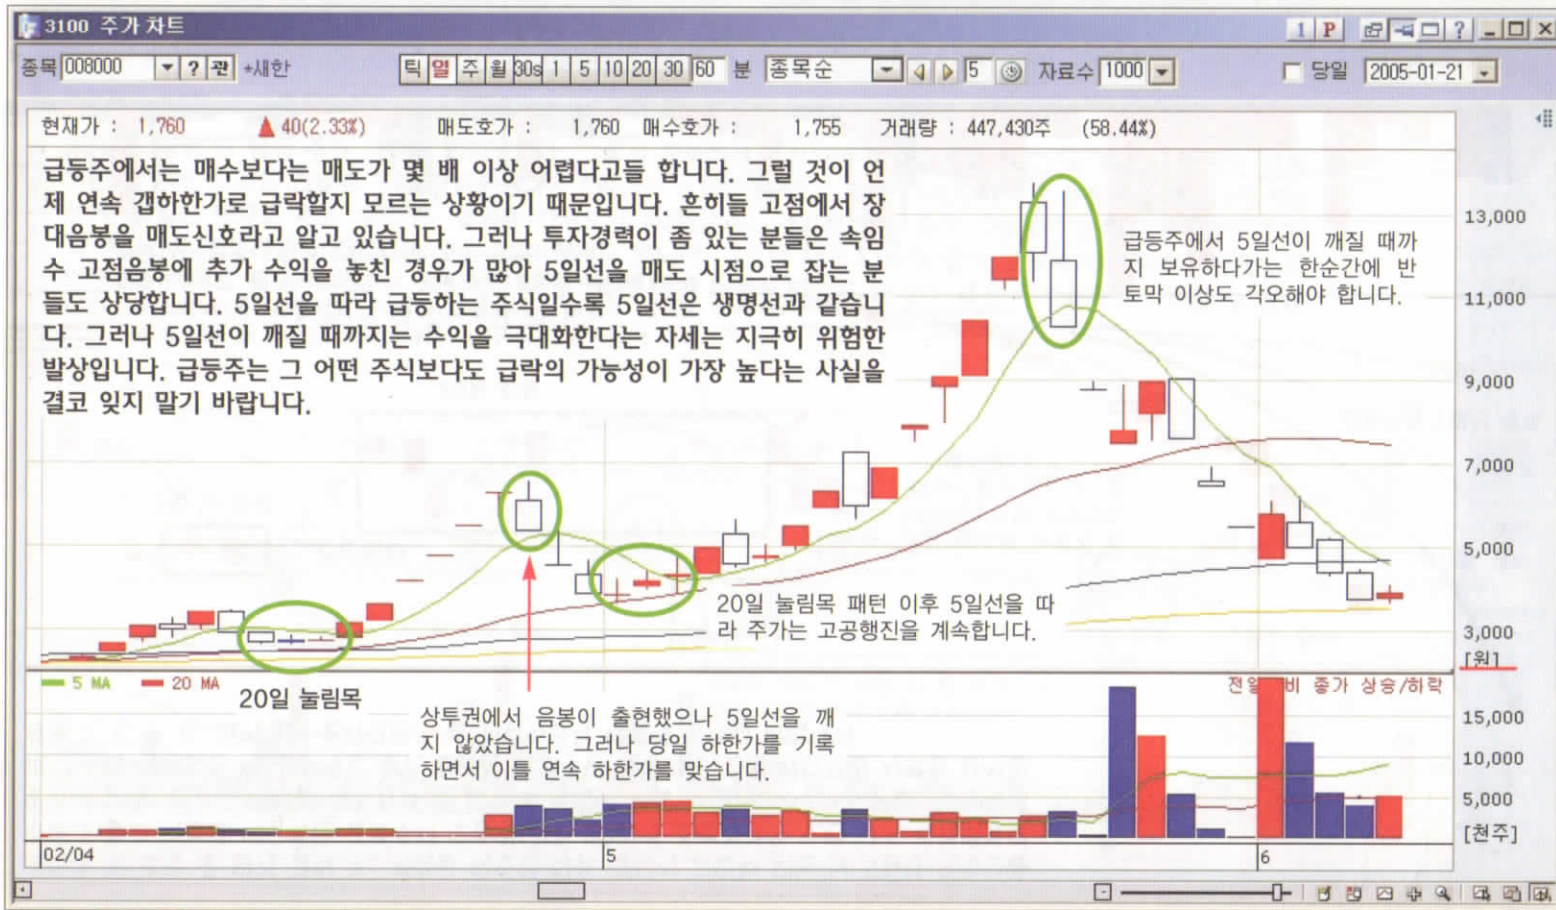 3100 주가 차트
1 P ?
종목 008000 ? 관 *새한 틱 일 주 월 30s 1 5 10 20 30 60 분 종목순 5 자료수 1000 당일 2005-01-21
현재가 : 1,760 ▲ 40(2.33%) 매도호가 : 1,760 매수호가 : 1,755 거래량 : 447,430주 (58.44%)
급등주에서는 매수보다는 매도가 몇 배 이상 어렵다고들 합니다. 그럴 것이 언
제 연속 갭하한가로 급락할지 모르는 상황이기 때문입니다. 흔히들 고점에서 장
대음봉을 매도신호라고 알고 있습니다. 그러나 투자경력이 좀 있는 분들은 속임
수 고점음봉에 추가 수익을 놓친 경우가 많아 5일선을 매도 시점으로 잡는 분
들도 상당합니다. 5일선을 따라 급등하는 주식일수록 5일선은 생명선과 같습니
다. 그러나 5일선이 깨질 때까지는 수익을 극대화한다는 자세는 지극히 위험한
발상입니다. 급등주는 그 어떤 주식보다도 급락의 가능성이 가장 높다는 사실을
결코 잊지 말기 바랍니다.
급등주에서 5일선이 깨질 때까
지 보유하다가는 한순간에 반
토막 이상도 각오해야 합니다.
13,000
11,000
9,000
7,000
5,000
3,000
[원]
20일 눌림목 패턴 이후 5일선을 따
라 주가는 고공행진을 계속합니다.
5 MA 20 MA
전일 비 종가 상승/하락
20일 눌림목
상투권에서 음봉이 출현했으나 5일선을 깨
지 않았습니다. 그러나 당일 하한가를 기록
하면서 이틀 연속 하한가를 맞습니다.
15,000
10,000
5,000
[천주]
02/04 5 6